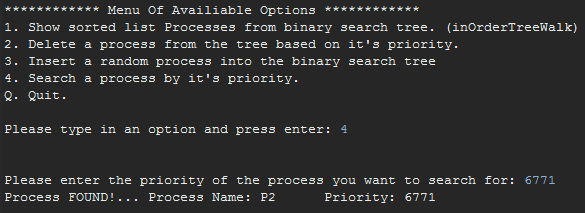 ************ Menu Of Availiable Options ************
1. Show sorted list Processes from binary search tree. (inOrderTreeWalk)
2. Delete a process from the tree based on it's priority.
3. Insert a random process into the binary search tree
4. Search a process by it's priority.
Q. Quit.
Please type in an option and press enter: 4
Please enter the priority of the process you want to search for: 6771
Process FOUND!... Process Name: P2 Priority: 6771